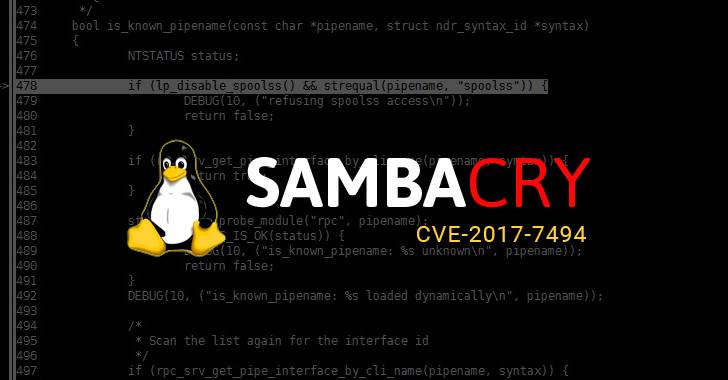 473 */
474 bool is_known_pipename(const char *pipename, struct ndr_syntax_id *syntax)
475 {
476 NTSTATUS status;
477
-> 478 if (lp_disable_spoolss() && strequal(pipename, "spoolss")) {
479 DEBUG(10, ("refusing spoolss access\n"));
480 return false;
481 }
482
483 if ( srv_get_pipe_interface_by_cli_name(pipename, syntax)) {
484 return
485 }
486
487 probe_module("rpc", pipename);
488 _IS_OK(status)) {
489 (10, ("is_known_pipename: %s unknown\n", pipename));
490 return false;
491 }
492 DEBUG(10, ("is_known_pipename: %s loaded dynamically\n", pipename));
493
494 /*
495 * Scan the list again for the interface id
496 */
497 if (rpc_srv_get_pipe_interface_by_cli_name(pipename, syntax)) {
SAMBACRY
CVE-2017-7494